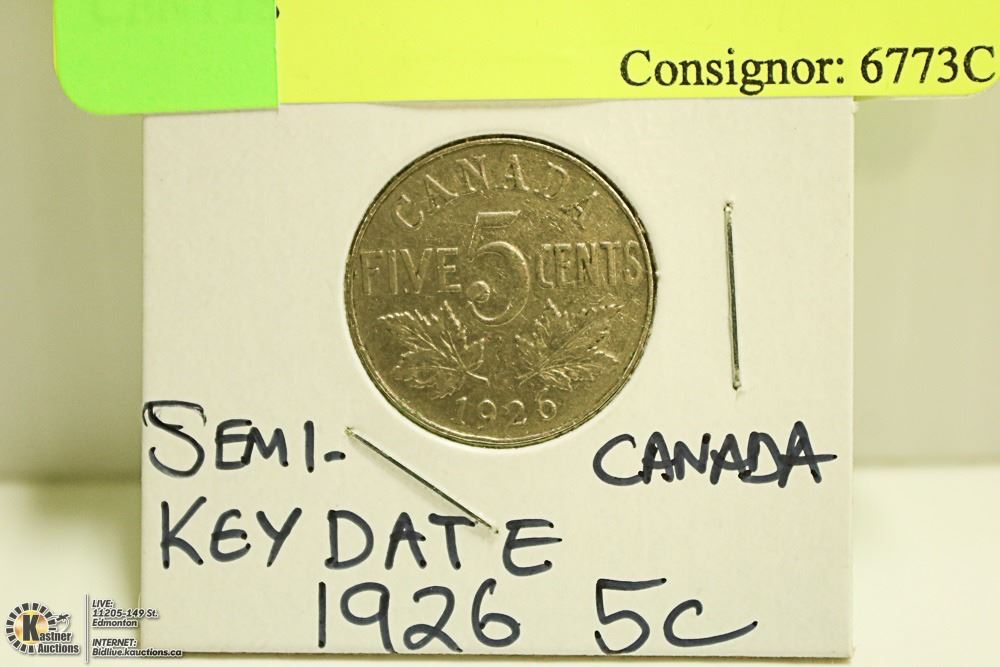 Consignor: 6773C
CANADA
FIVE 5 CENTS
1926
SEMI-
KEY DATE
1926 5C
CANADA
Kastner
Auctions
LIVE:
11205-149 St.
Edmonton
INTERNET:
Bidlive.kauctions.ca